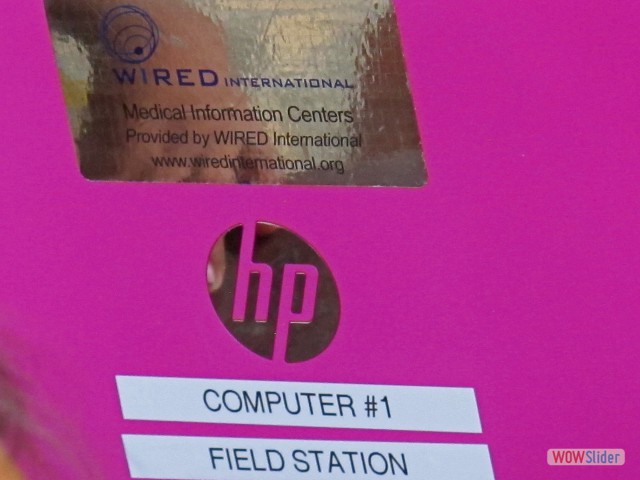 WIRED INTERNATIONAL
Medical Information Centers
Provided by WIRED International
www.wiredinternational.org
hp
COMPUTER #1
FIELD STATION
WOWSlider